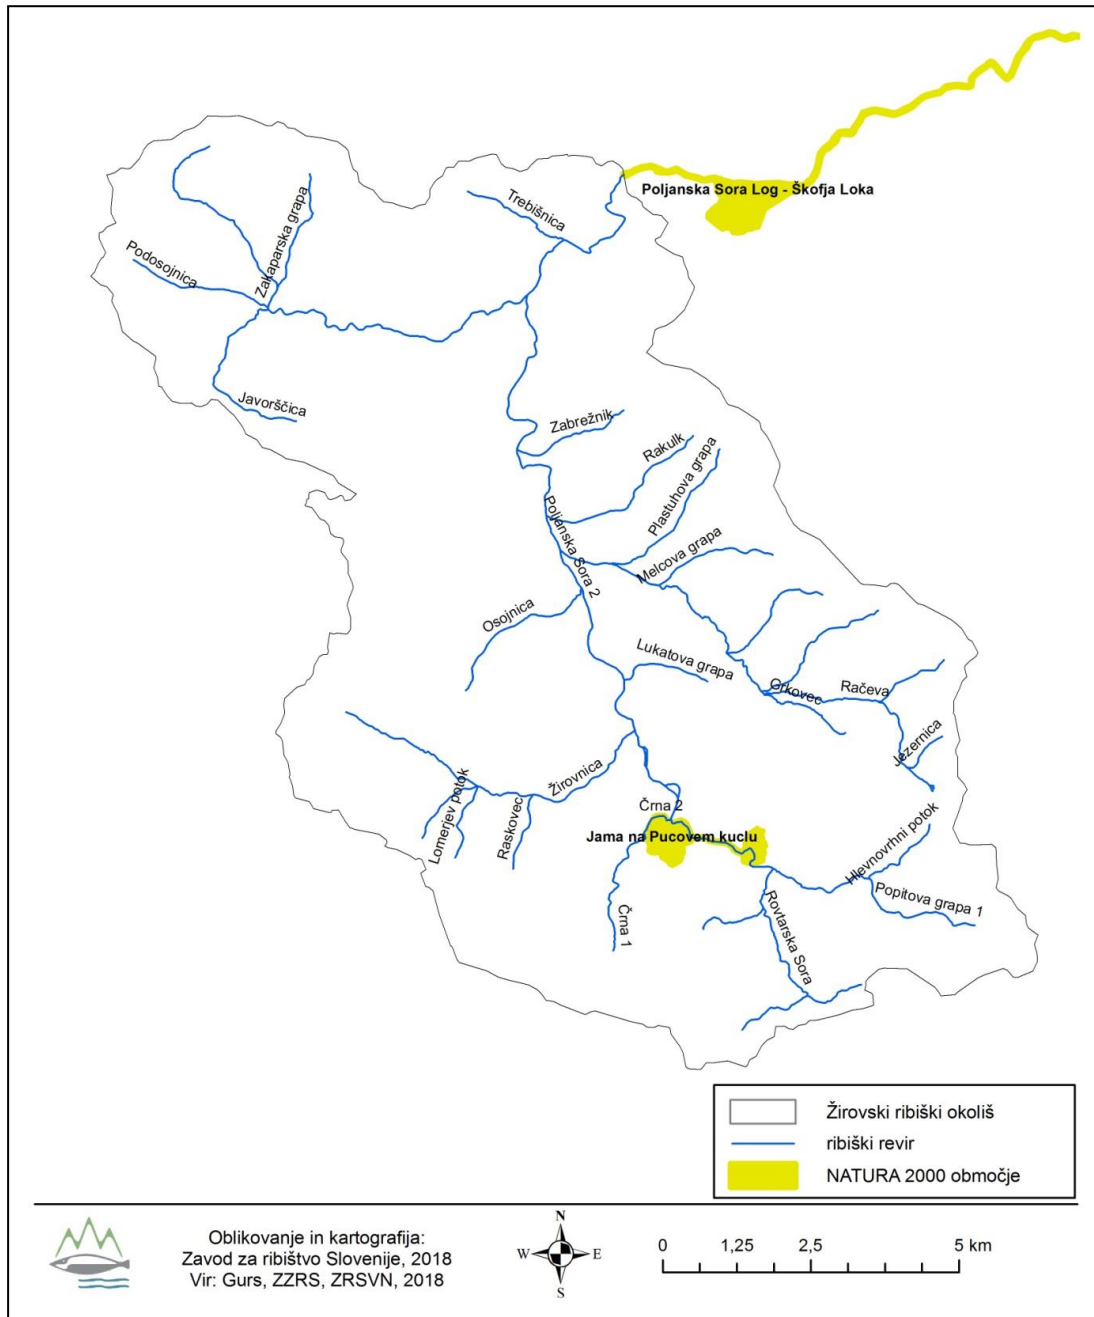 Poljanska Sora Log - Škofja Loka
Trebišnica
Zakaparska grapa
Podosojnica
Javorščica
Zabrežnik
Rakulk
Plastuhova grapa
Poljanska Sora 2
Melcova grapa
Osojnica
Lukatova grapa
Grkovec
Račeva
Jezernica
Žirovnica
Lomerjev potok
Raskovec
Črna 2
Jama na Pucovem kuclu
Hlevnovrhni potok
Popitova grapa 1
Črna 1
Rovtarska Sora
Žirovski ribiški okoliš
ribiški revir
NATURA 2000 območje
Oblikovanje in kartografija:
Zavod za ribištvo Slovenije, 2018
Vir: Gurs, ZZRS, ZRSVN, 2018
N
W E
S
0 1,25 2,5 5 km